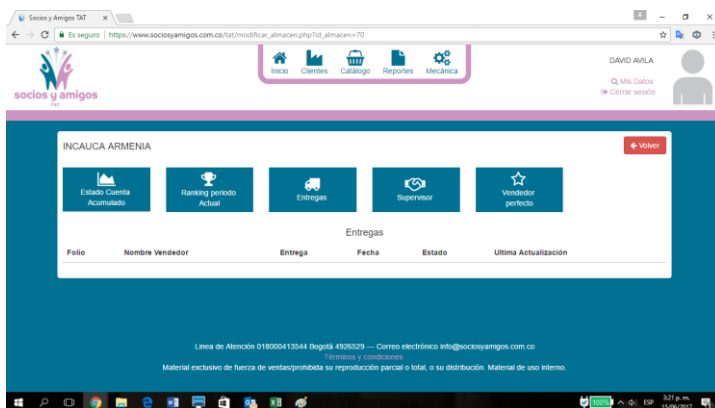 Socios y Amigos TAT
Es seguro | https://www.sociosyamigos.com.co/tat/modificar_almacen.php?id_almacen=70
socios y amigos
TAT
Inicio Clientes Catálogo Reportes Mecánica
DAVID AVILA
Mis Datos
Cerrar sesión
INCAUCA ARMENIA
Volver
Estado Cuenta Acumulado
Ranking periodo Actual
Entregas
Supervisor
Vendedor perfecto
Entregas
Folio Nombre Vendedor Entrega Fecha Estado Ultima Actualización
Linea de Atención 018000413544 Bogotá 4926529 --- Correo electrónico info@sociosyamigos.com.co
Términos y condiciones
Material exclusivo de fuerza de ventas/prohibida su reproducción parcial o total, o su distribución. Material de uso interno.
100% ESP 3:21 p. m.
15/06/2017